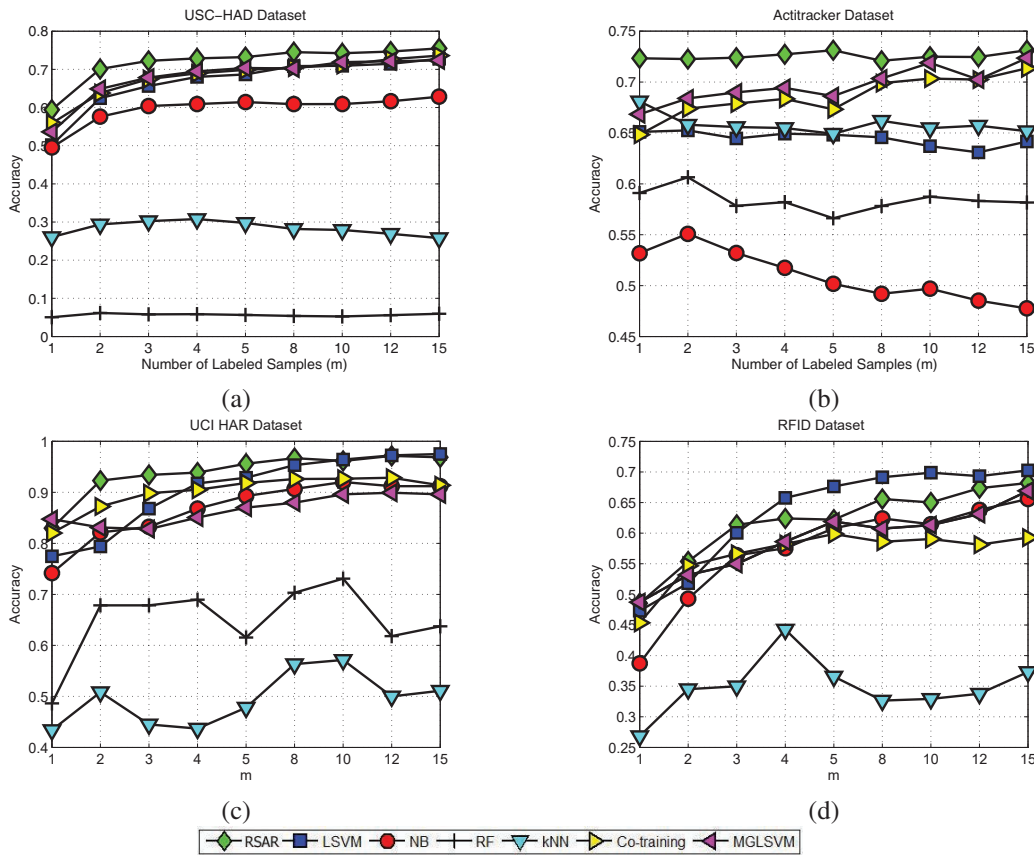 USC-HAD Dataset
Accuracy
0.8
0.7
0.6
0.5
0.4
0.3
0.2
0.1
0
1 2 3 4 5 8 10 12 15
Number of Labeled Samples (m)
(a)
Actitracker Dataset
Accuracy
0.75
0.7
0.65
0.6
0.55
0.5
0.45
1 2 3 4 5 8 10 12 15
Number of Labeled Samples (m)
(b)
UCI HAR Dataset
Accuracy
1
0.9
0.8
0.7
0.6
0.5
0.4
1 2 3 4 5 8 10 12 15
m
(c)
RFID Dataset
Accuracy
0.75
0.7
0.65
0.6
0.55
0.5
0.45
0.4
0.35
0.3
0.25
1 2 3 4 5 8 10 12 15
m
(d)
RSAR LSVM NB RF kNN Co-training MGLSVM